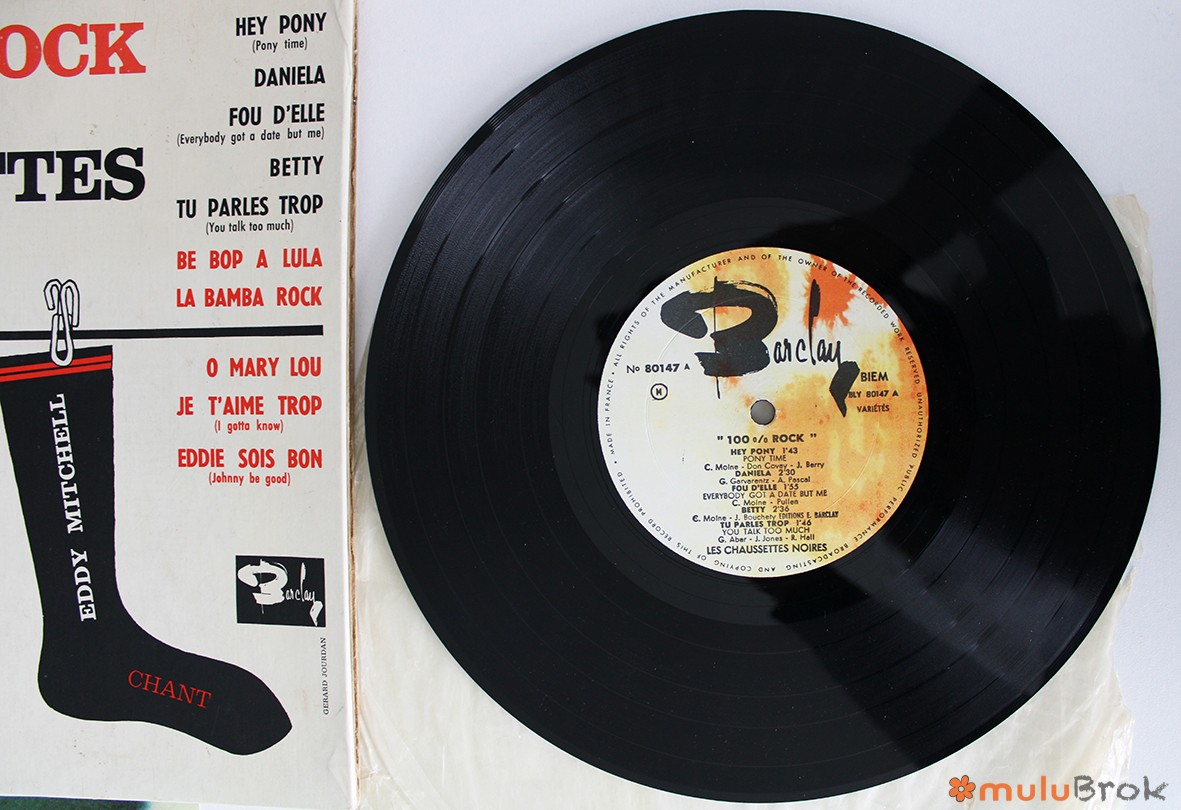 OCK
TTES
HEY PONY
(Pony time)
DANIELA
FOU D'ELLE
(Everybody got a date but me)
BETTY
TU PARLES TROP
(You talk too much)
BE BOP A LULA
LA BAMBA ROCK
O MARY LOU
JE T'AIME TROP
(I gotta know)
EDDIE SOIS BON
(Johnny be good)
EDDY MITCHELL
CHANT
Barclay
GERARD JOURDAN
ALL RIGHTS OF THE MANUFACTURER AND OF THE OWNER OF THE RECORDED WORK RESERVED UNAUTHORIZED PUBLIC PERFORMANCE BROADCASTING AND COPYING OF THIS RECORD PROHIBITED • MADE IN FRANCE •
Barclay
No 80147 A
M
BIEM
BLY 80147 A
VARIÉTÉS
" 100 o/o ROCK "
HEY PONY 1'43
PONY TIME
C. Moine - Don Covay - J. Berry
DANIELA 2'30
G. Garvarentz - A. Pascal
FOU D'ELLE 1'55
EVERYBODY GOT A DATE BUT ME
C. Moine - Pullen
BETTY 2'36
C. Moine - J. Bouchety EDITIONS E. BARCLAY
TU PARLES TROP 1'46
YOU TALK TOO MUCH
G. Aber - J. Jones - R. Hall
LES CHAUSSETTES NOIRES
muluBrok